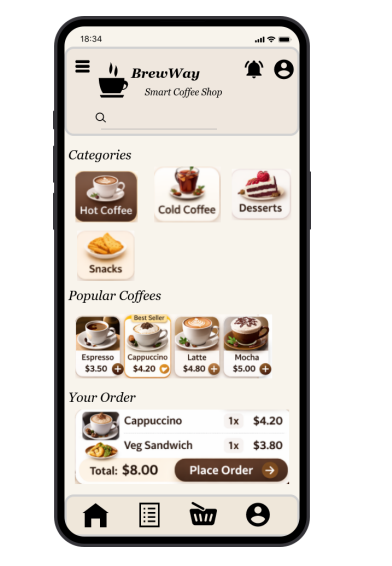 18:34
BrewWay
Smart Coffee Shop
Categories
Hot Coffee
Cold Coffee
Desserts
Snacks
Popular Coffees
Best Seller
Espresso
Cappuccino
Latte
Mocha
$3.50
$4.20
$4.80
$5.00
Your Order
Cappuccino 1x $4.20
Veg Sandwich 1x $3.80
Total: $8.00 Place Order